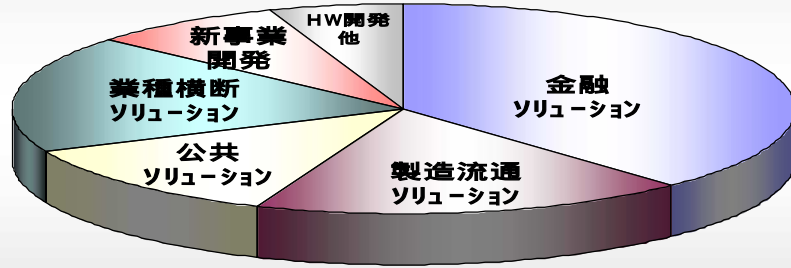 HW開発
他
新事業
開発
業種横断
ソリューション
金融
ソリューション
公共
ソリューション
製造流通
ソリューション